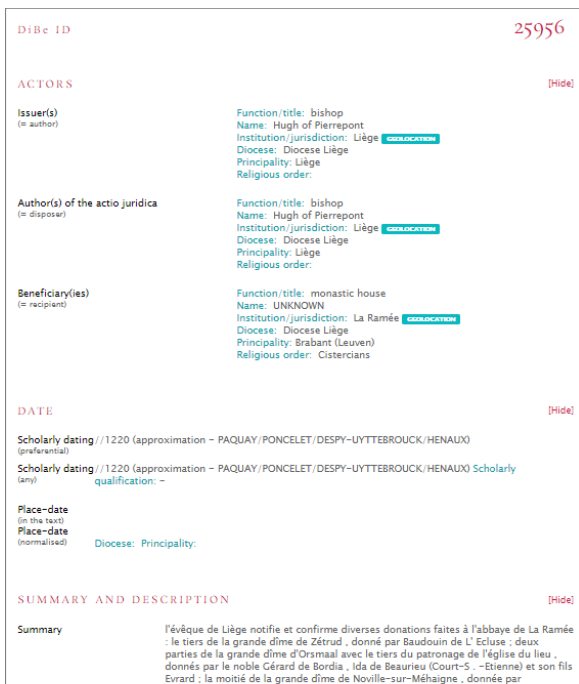 DiBe ID 25956
ACTORS [Hide]
Issuer(s) Function/title: bishop
(= author) Name: Hugh of Pierrepont
Institution/jurisdiction: Liège GEOLOCATION
Diocese: Diocese Liège
Principality: Liège
Religious order:
Author(s) of the actio juridica Function/title: bishop
(= disposer) Name: Hugh of Pierrepont
Institution/jurisdiction: Liège GEOLOCATION
Diocese: Diocese Liège
Principality: Liège
Religious order:
Beneficiary(ies) Function/title: monastic house
(= recipient) Name: UNKNOWN
Institution/jurisdiction: La Ramée GEOLOCATION
Diocese: Diocese Liège
Principality: Brabant (Leuven)
Religious order: Cistercians
DATE [Hide]
Scholarly dating //1220 (approximation - PAQUAY/PONCELET/DESPY-UYTTEBROUCK/HENAUX)
(preferential)
Scholarly dating //1220 (approximation - PAQUAY/PONCELET/DESPY-UYTTEBROUCK/HENAUX) Scholarly
(any) qualification: -
Place-date
(in the text)
Place-date
(normalised) Diocese: Principality:
SUMMARY AND DESCRIPTION [Hide]
Summary l'évêque de Liège notifie et confirme diverses donations faites à l'abbaye de La Ramée
: le tiers de la grande dîme de Zétrud , donné par Baudouin de L' Ecluse ; deux
parties de la grande dîme d'Orsmaal avec le tiers du patronage de l'église du lieu ,
donnés par le noble Gérard de Bordia , Ida de Beaurieu (Court-S . -Etienne) et son fils
Evrard ; la moitié de la grande dîme de Noville-sur-Méhaigne , donnée par